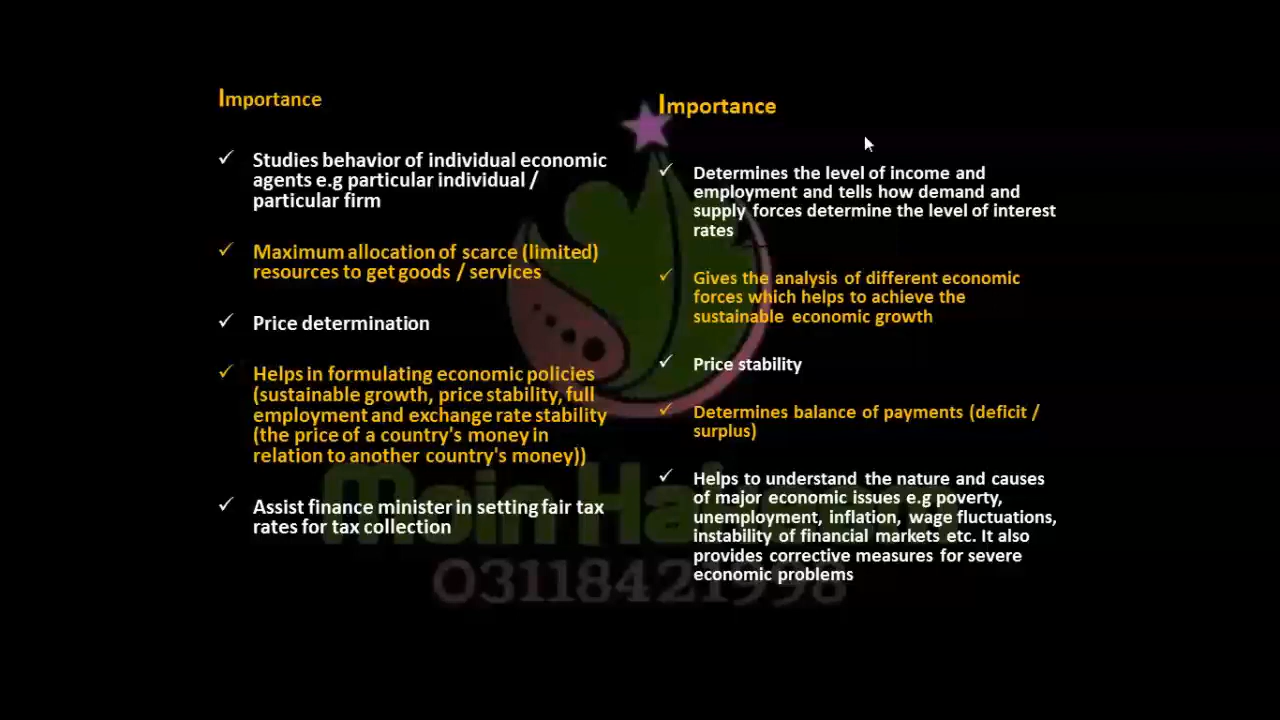 Importance
Studies behavior of individual economic
agents e.g particular individual /
particular firm
Maximum allocation of scarce (limited)
resources to get goods / services
Price determination
Helps in formulating economic policies
(sustainable growth, price stability, full
employment and exchange rate stability
(the price of a country's money in
relation to another country's money))
Assist finance minister in setting fair tax
rates for tax collection
Importance
Determines the level of income and
employment and tells how demand and
supply forces determine the level of interest
rates
Gives the analysis of different economic
forces which helps to achieve the
sustainable economic growth
Price stability
Determines balance of payments (deficit /
surplus)
Helps to understand the nature and causes
of major economic issues e.g poverty,
unemployment, inflation, wage fluctuations,
instability of financial markets etc. It also
provides corrective measures for severe
economic problems
Moin
03118421998